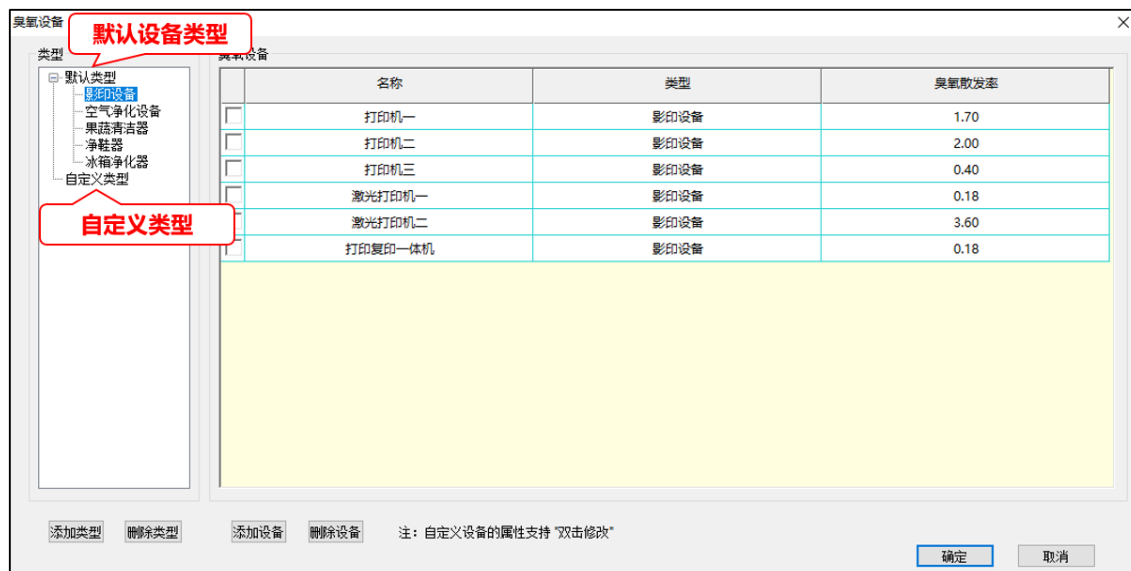 臭氧设备
默认设备类型
类型
默认类型
影印设备
空气净化设备
果蔬清洁器
净鞋器
冰箱净化器
自定义类型
自定义类型
臭氧设备
名称 类型 臭氧散发率
打印机一 影印设备 1.70
打印机二 影印设备 2.00
打印机三 影印设备 0.40
激光打印机一 影印设备 0.18
激光打印机二 影印设备 3.60
打印复印一体机 影印设备 0.18
添加类型 删除类型 添加设备 删除设备 注：自定义设备的属性支持 "双击修改"
确定 取消